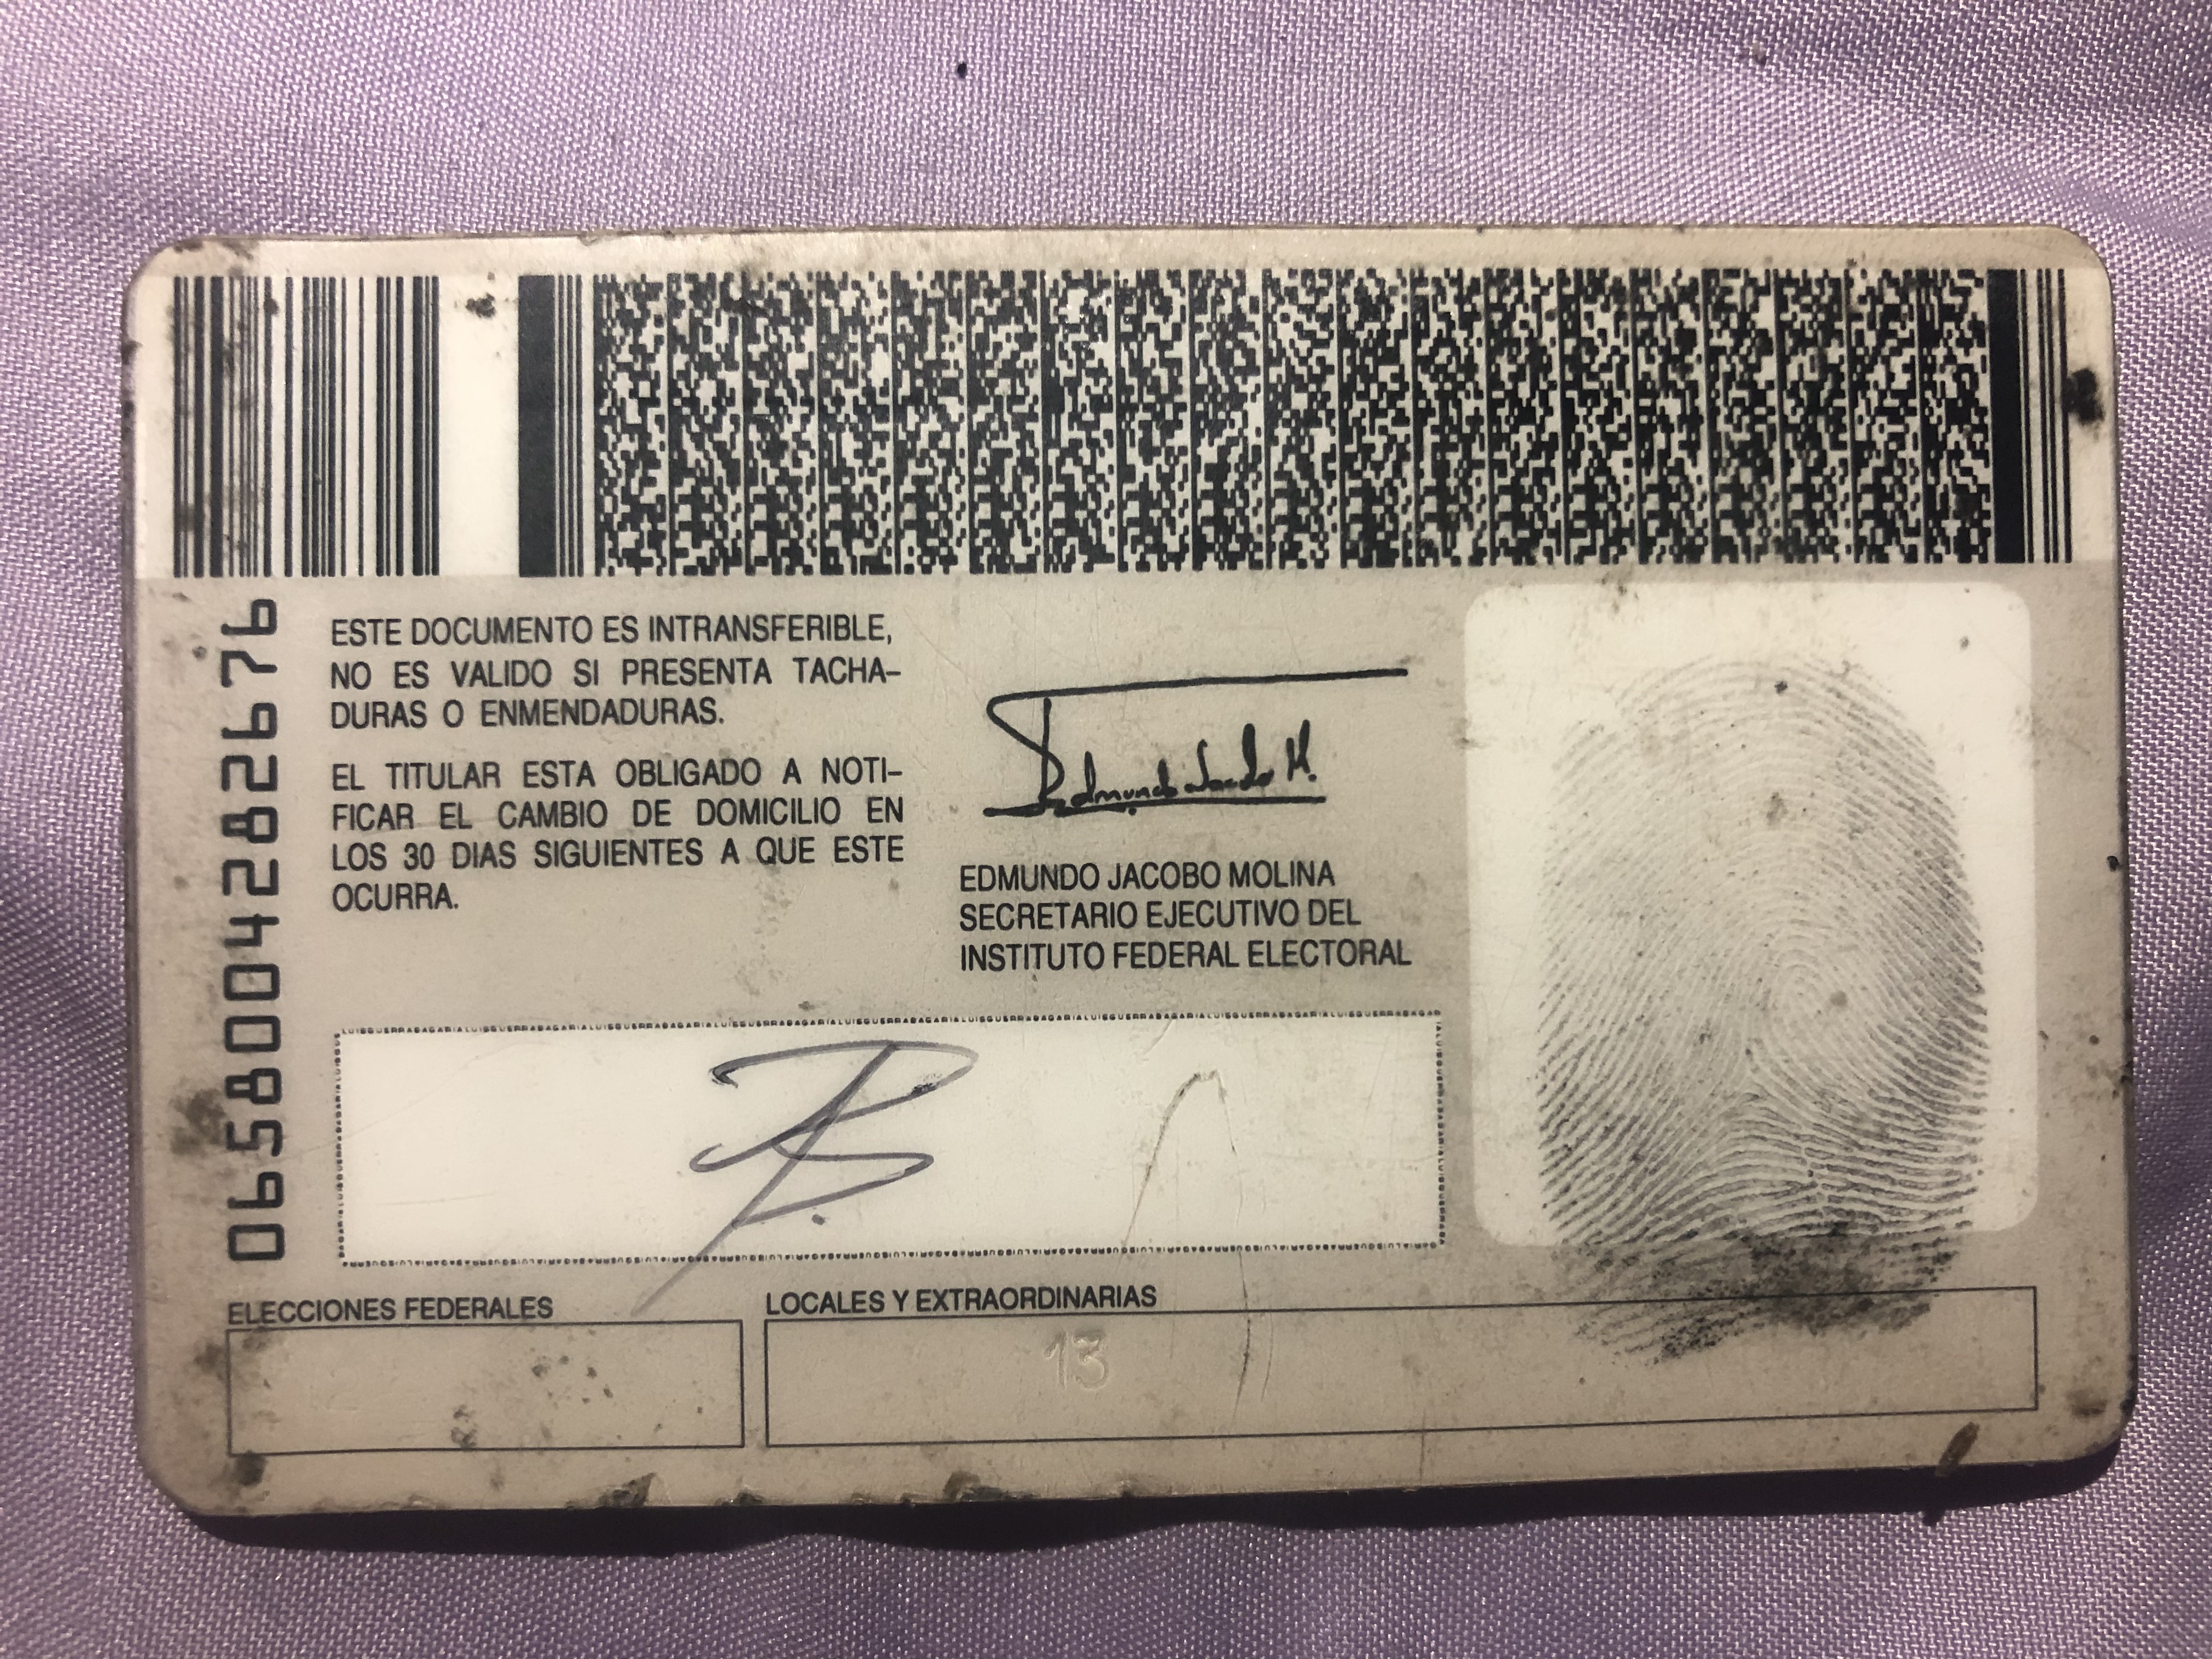 0658004282676
ESTE DOCUMENTO ES INTRANSFERIBLE,
NO ES VALIDO SI PRESENTA TACHA-
DURAS O ENMENDADURAS.
EL TITULAR ESTA OBLIGADO A NOTI-
FICAR EL CAMBIO DE DOMICILIO EN
LOS 30 DIAS SIGUIENTES A QUE ESTE
OCURRA.
Edmundo Jacobo M.
EDMUNDO JACOBO MOLINA
SECRETARIO EJECUTIVO DEL
INSTITUTO FEDERAL ELECTORAL
ELECCIONES FEDERALES
LOCALES Y EXTRAORDINARIAS
13